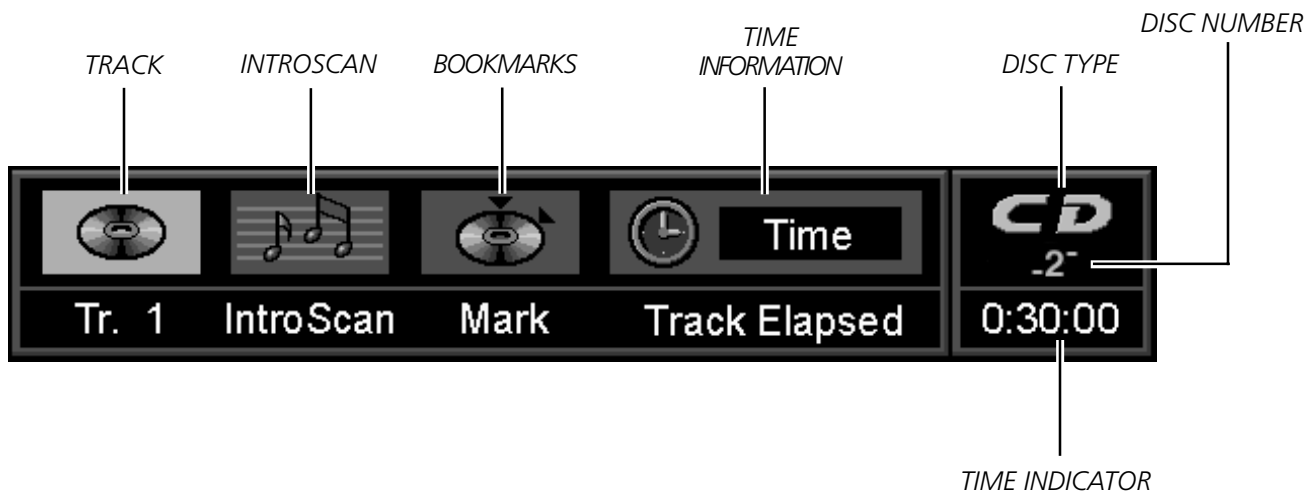 DISC NUMBER
TIME
INFORMATION
TRACK
INTROSCAN
BOOKMARKS
DISC TYPE
Time
CD
-2-
Tr. 1
IntroScan
Mark
Track Elapsed
0:30:00
TIME INDICATOR